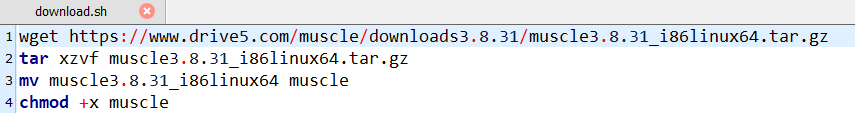 download.sh
1 wget https://www.drive5.com/muscle/downloads3.8.31/muscle3.8.31_i86linux64.tar.gz
2 tar xzvf muscle3.8.31_i86linux64.tar.gz
3 mv muscle3.8.31_i86linux64 muscle
4 chmod +x muscle